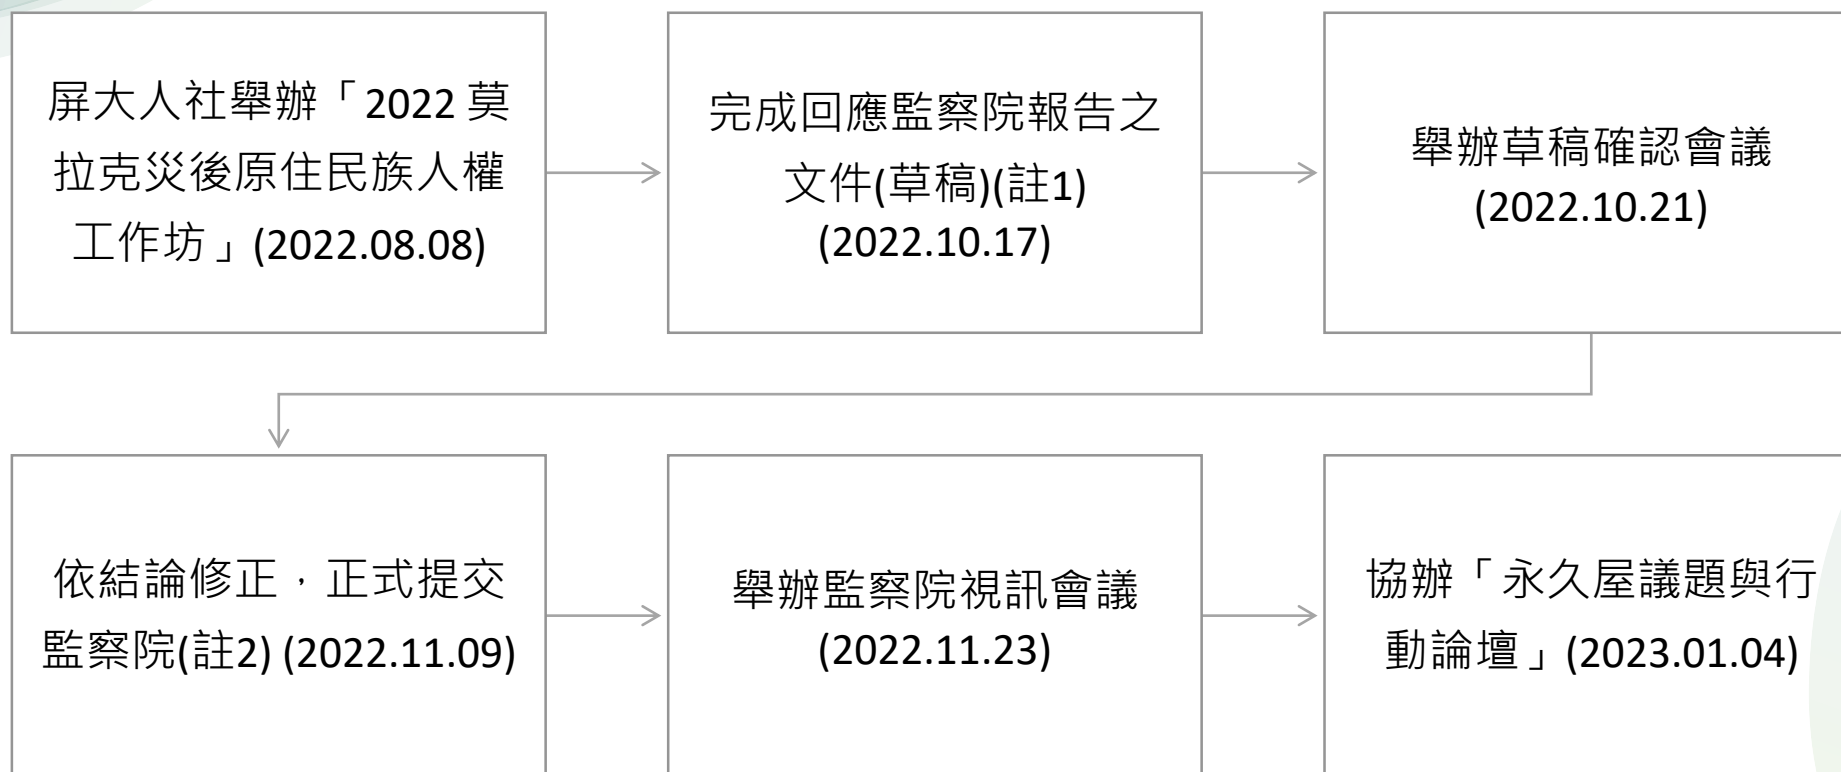 屏大人社舉辦「2022 莫
拉克災後原住民族人權
工作坊」(2022.08.08)
完成回應監察院報告之
文件(草稿)(註1)
(2022.10.17)
舉辦草稿確認會議
(2022.10.21)
依結論修正，正式提交
監察院(註2) (2022.11.09)
舉辦監察院視訊會議
(2022.11.23)
協辦「永久屋議題與行
動論壇」(2023.01.04)